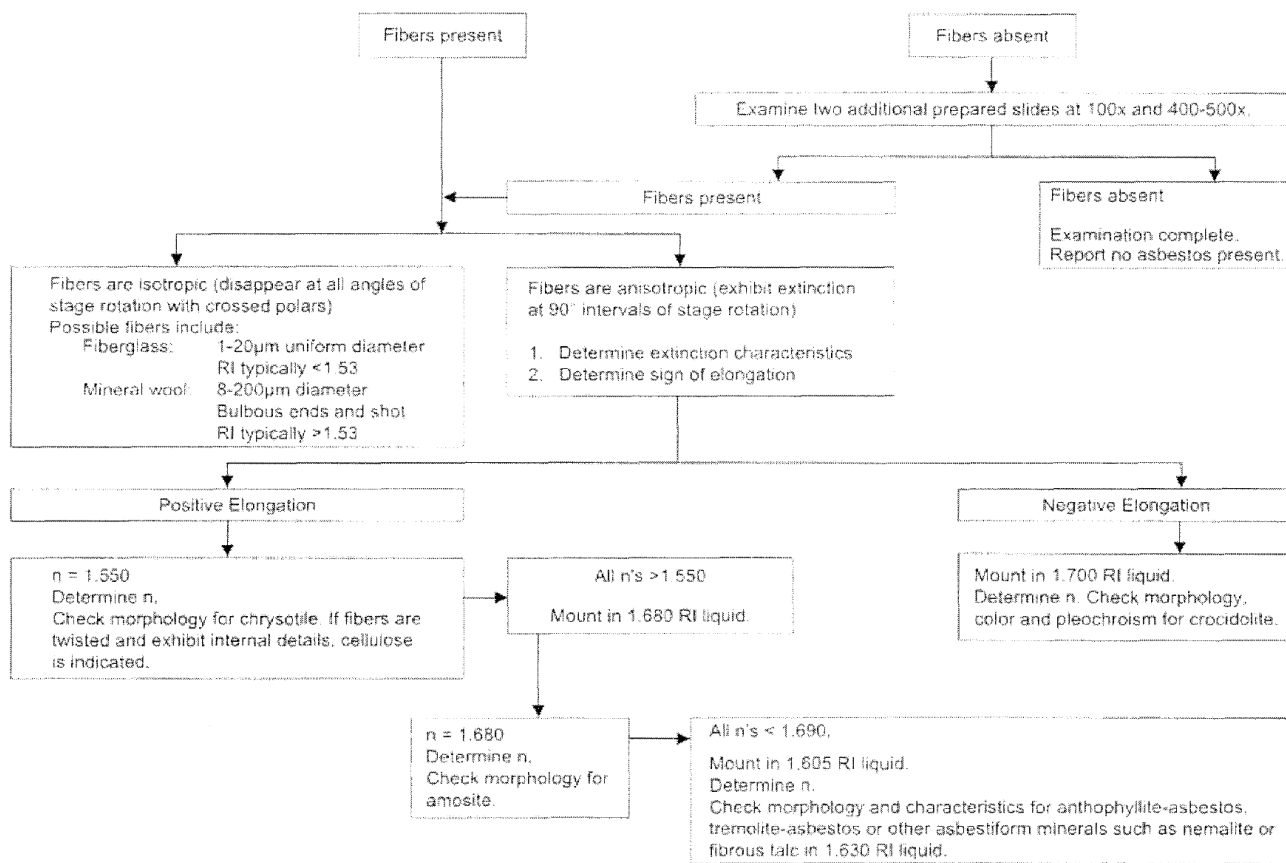 Fibers present
Fibers absent
Examine two additional prepared slides at 100x and 400-500x.
Fibers present
Fibers absent
Examination complete.
Report no asbestos present.
Fibers are isotropic (disappear at all angles of
stage rotation with crossed polars)
Possible fibers include:
Fiberglass: 1-20µm uniform diameter
RI typically <1.53
Mineral wool: 8-200µm diameter
Bulbous ends and shot
RI typically >1.53
Fibers are anisotropic (exhibit extinction
at 90° intervals of stage rotation)
1. Determine extinction characteristics
2. Determine sign of elongation
Positive Elongation
Negative Elongation
n = 1.550
Determine n.
Check morphology for chrysotile. If fibers are
twisted and exhibit internal details, cellulose
is indicated.
All n's >1.550
Mount in 1.680 RI liquid.
Mount in 1.700 RI liquid.
Determine n. Check morphology,
color and pleochroism for crocidolite.
n = 1.680
Determine n.
Check morphology for
amosite.
All n's < 1.690,
Mount in 1.605 RI liquid.
Determine n.
Check morphology and characteristics for anthophyllite-asbestos,
tremolite-asbestos or other asbestiform minerals such as nemalite or
fibrous talc in 1.630 RI liquid.